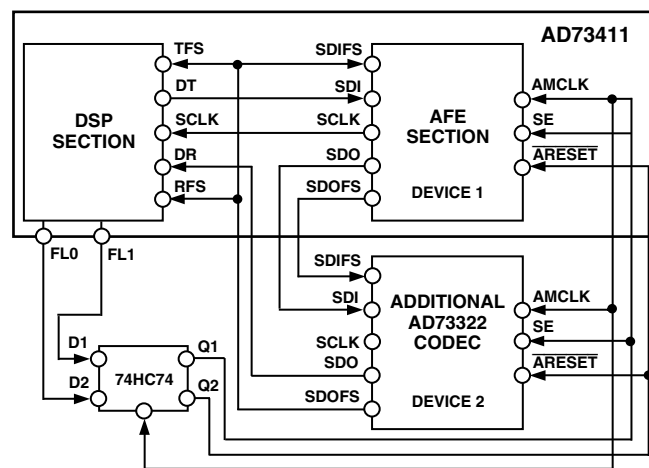 AD73411
TFS
DT
SCLK
DR
RFS
DSP
SECTION
SDIFS
SDI
SCLK
SDO
SDOFS
AFE
SECTION
DEVICE 1
AMCLK
SE
ARESET
FL0
FL1
SDIFS
SDI
SCLK
SDO
SDOFS
ADDITIONAL
AD73322
CODEC
DEVICE 2
AMCLK
SE
ARESET
D1
D2
74HC74
Q1
Q2